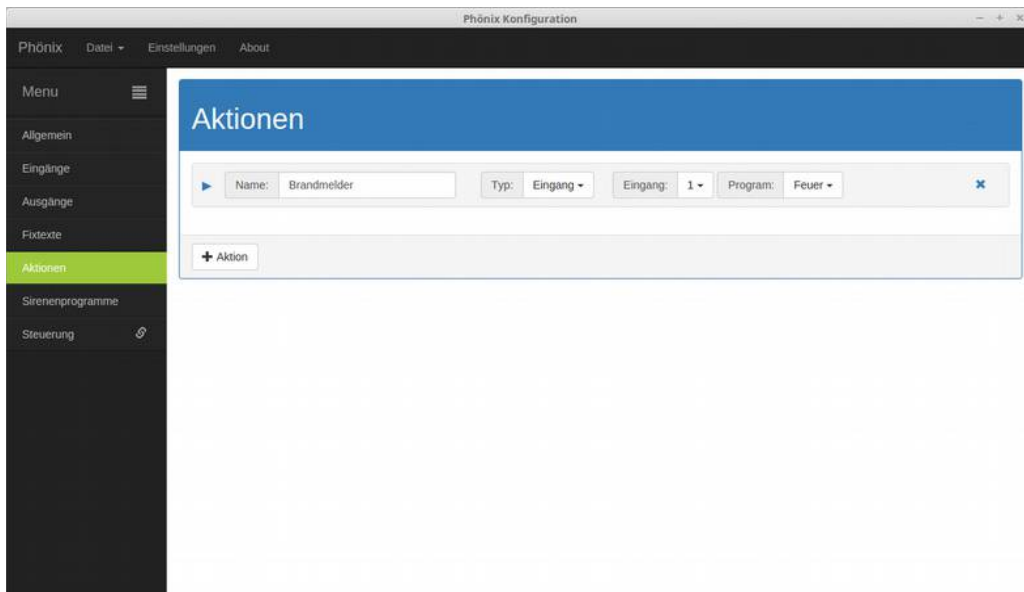 Phönix Konfiguration
Phönix Datei Einstellungen About
Menu
Allgemein
Eingänge
Ausgänge
Fixtexte
Aktionen
Sirenenprogramme
Steuerung
Aktionen
Name: Brandmelder Typ: Eingang Eingang: 1 Program: Feuer
Aktion